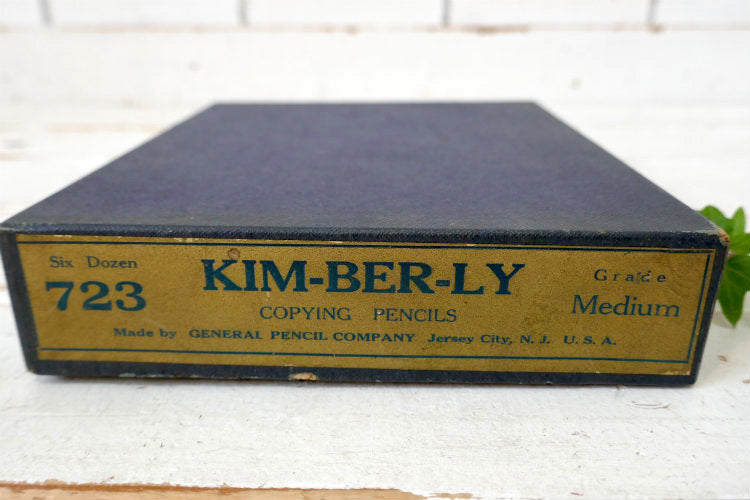 Six Dozen
723
KIM-BER-LY
COPYING PENCILS
Grade
Medium
Made by GENERAL PENCIL COMPANY Jersey City, N. J. U. S. A.